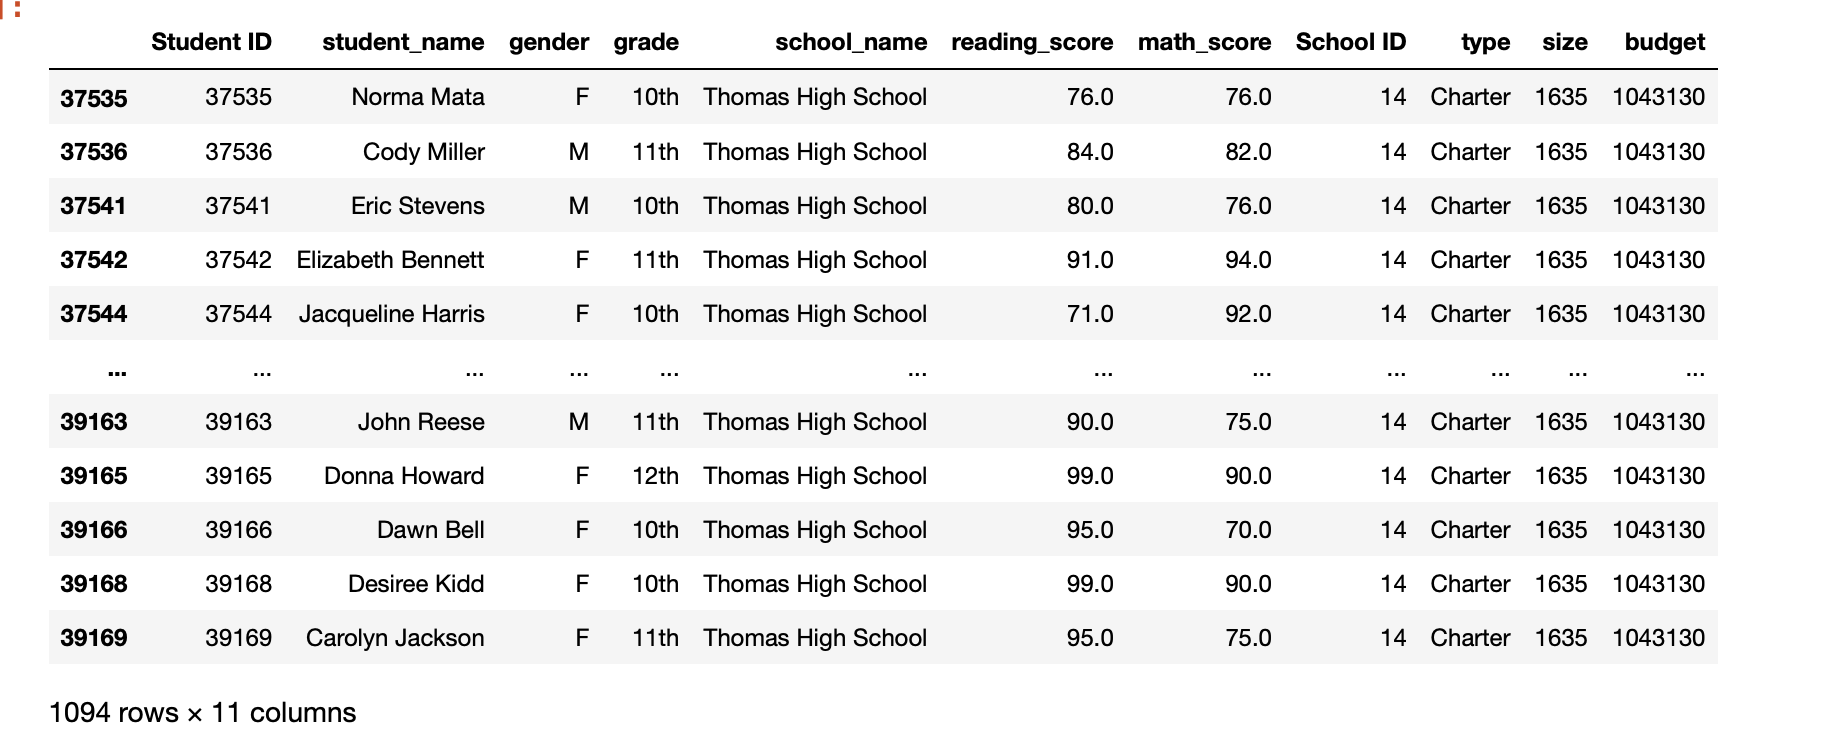 ]:
Student ID student_name gender grade school_name reading_score math_score School ID type size budget
37535 37535 Norma Mata F 10th Thomas High School 76.0 76.0 14 Charter 1635 1043130
37536 37536 Cody Miller M 11th Thomas High School 84.0 82.0 14 Charter 1635 1043130
37541 37541 Eric Stevens M 10th Thomas High School 80.0 76.0 14 Charter 1635 1043130
37542 37542 Elizabeth Bennett F 11th Thomas High School 91.0 94.0 14 Charter 1635 1043130
37544 37544 Jacqueline Harris F 10th Thomas High School 71.0 92.0 14 Charter 1635 1043130
... ... ... ... ... ... ... ... ... ... ... ...
39163 39163 John Reese M 11th Thomas High School 90.0 75.0 14 Charter 1635 1043130
39165 39165 Donna Howard F 12th Thomas High School 99.0 90.0 14 Charter 1635 1043130
39166 39166 Dawn Bell F 10th Thomas High School 95.0 70.0 14 Charter 1635 1043130
39168 39168 Desiree Kidd F 10th Thomas High School 99.0 90.0 14 Charter 1635 1043130
39169 39169 Carolyn Jackson F 11th Thomas High School 95.0 75.0 14 Charter 1635 1043130
1094 rows × 11 columns